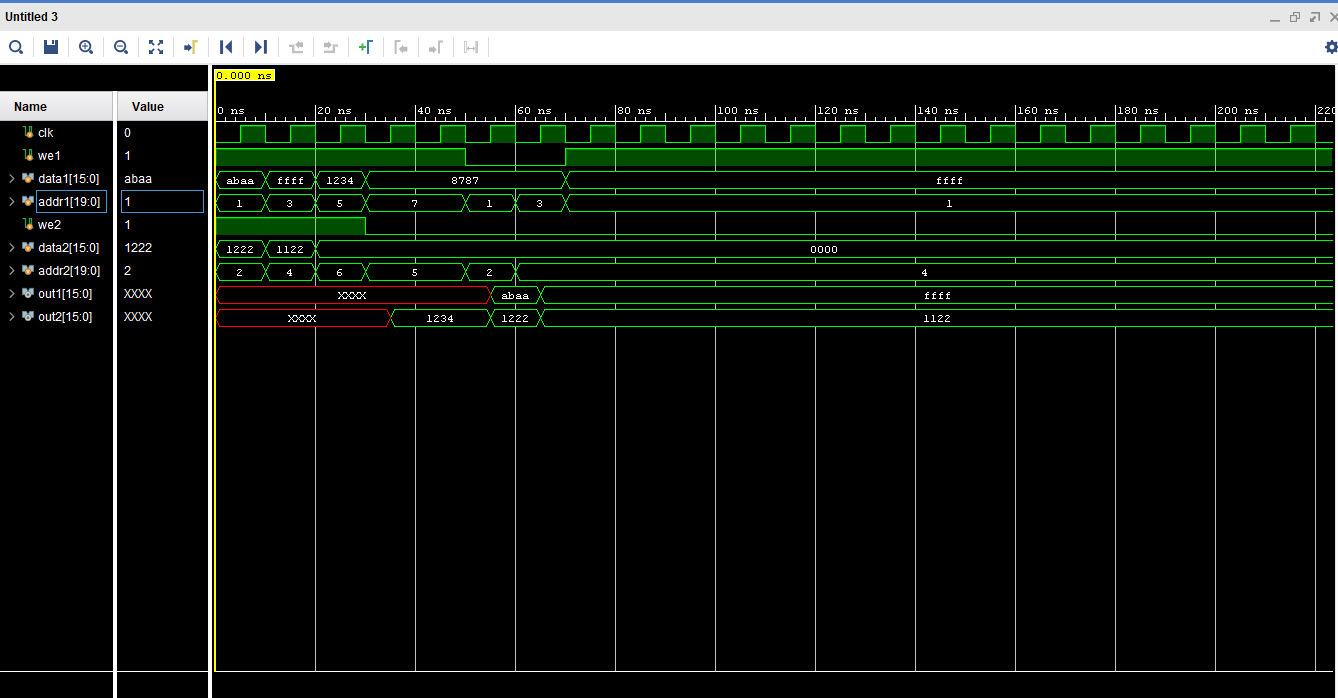 Untitled 3
0.000 ns
Name Value
0 ns 20 ns 40 ns 60 ns 80 ns 100 ns 120 ns 140 ns 160 ns 180 ns 200 ns 220
clk 0
we1 1
data1[15:0] abaa abaa ffff 1234 8787 ffff
addr1[19:0] 1 1 3 5 7 1 3 1
we2 1
data2[15:0] 1222 1222 1122 0000
addr2[19:0] 2 2 4 6 5 2 4
out1[15:0] XXXX XXXX abaa ffff
out2[15:0] XXXX XXXX 1234 1222 1122